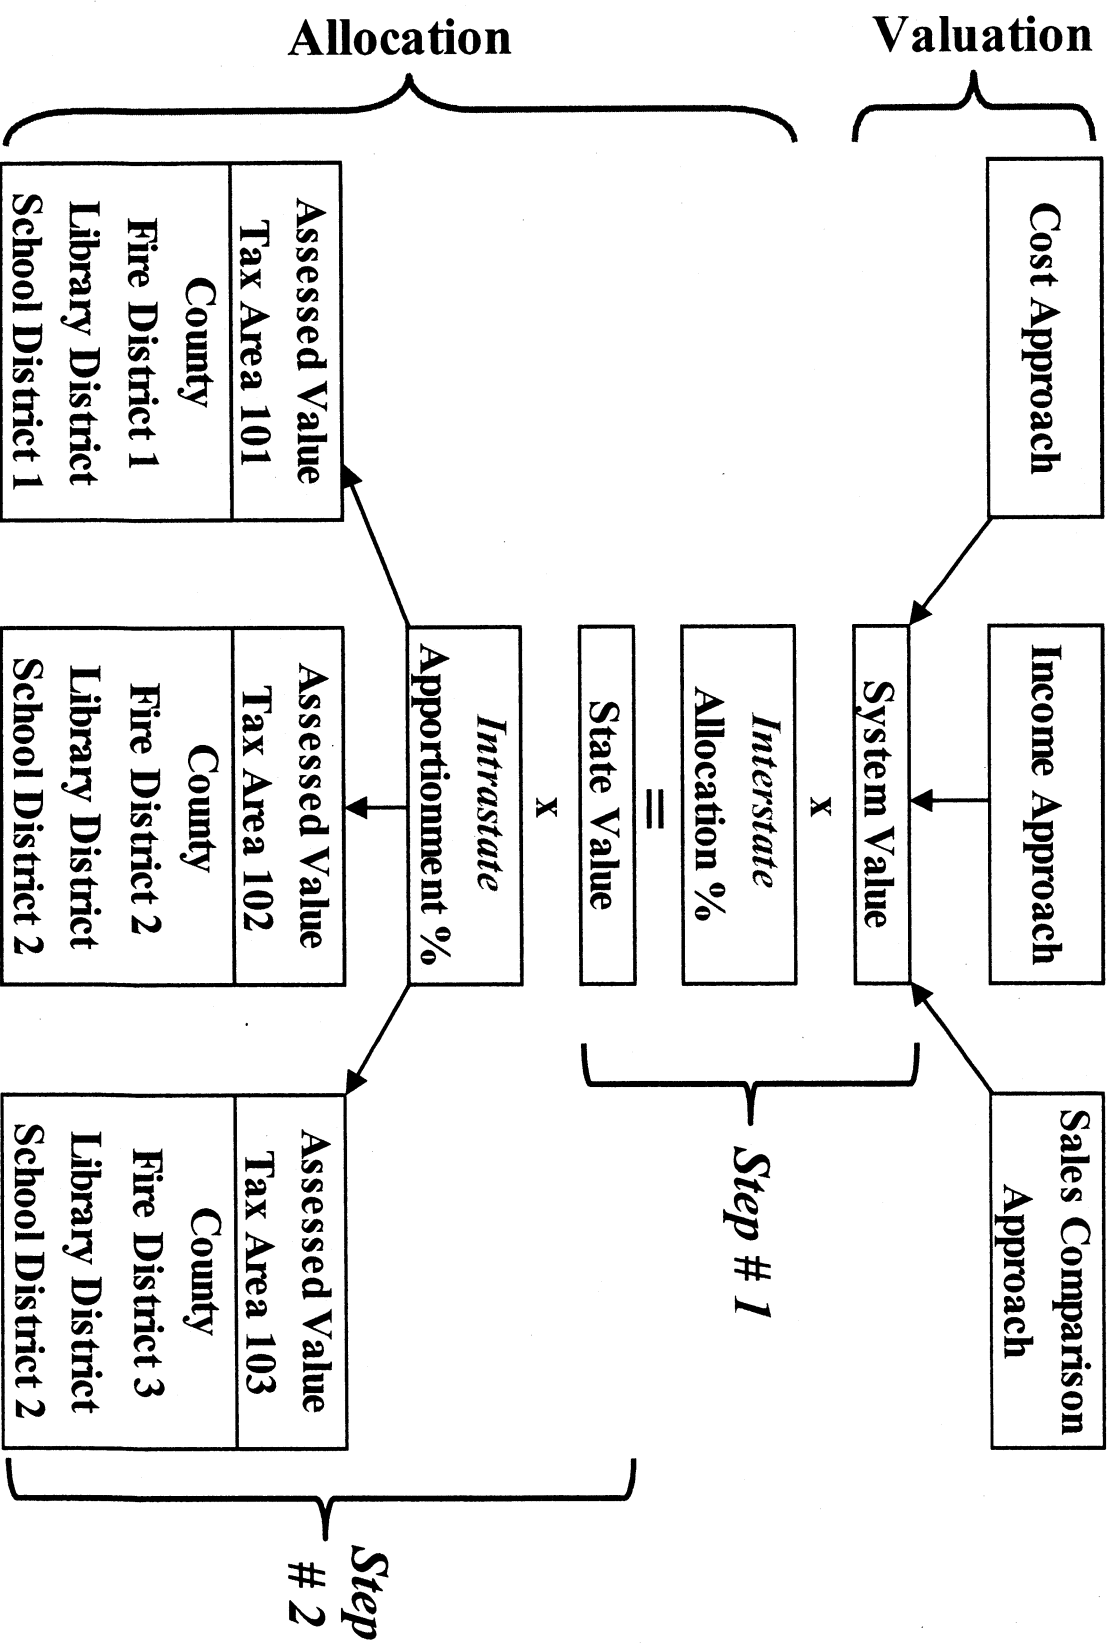 Valuation
Allocation
Cost Approach
Income Approach
Sales Comparison
Approach
System Value
x
Interstate
Allocation %
=
State Value
x
Intrastate
Apportionment %
Step # 1
Assessed Value
Tax Area 101
County
Fire District 1
Library District
School District 1
Assessed Value
Tax Area 102
County
Fire District 2
Library District
School District 2
Assessed Value
Tax Area 103
County
Fire District 3
Library District
School District 2
Step
# 2